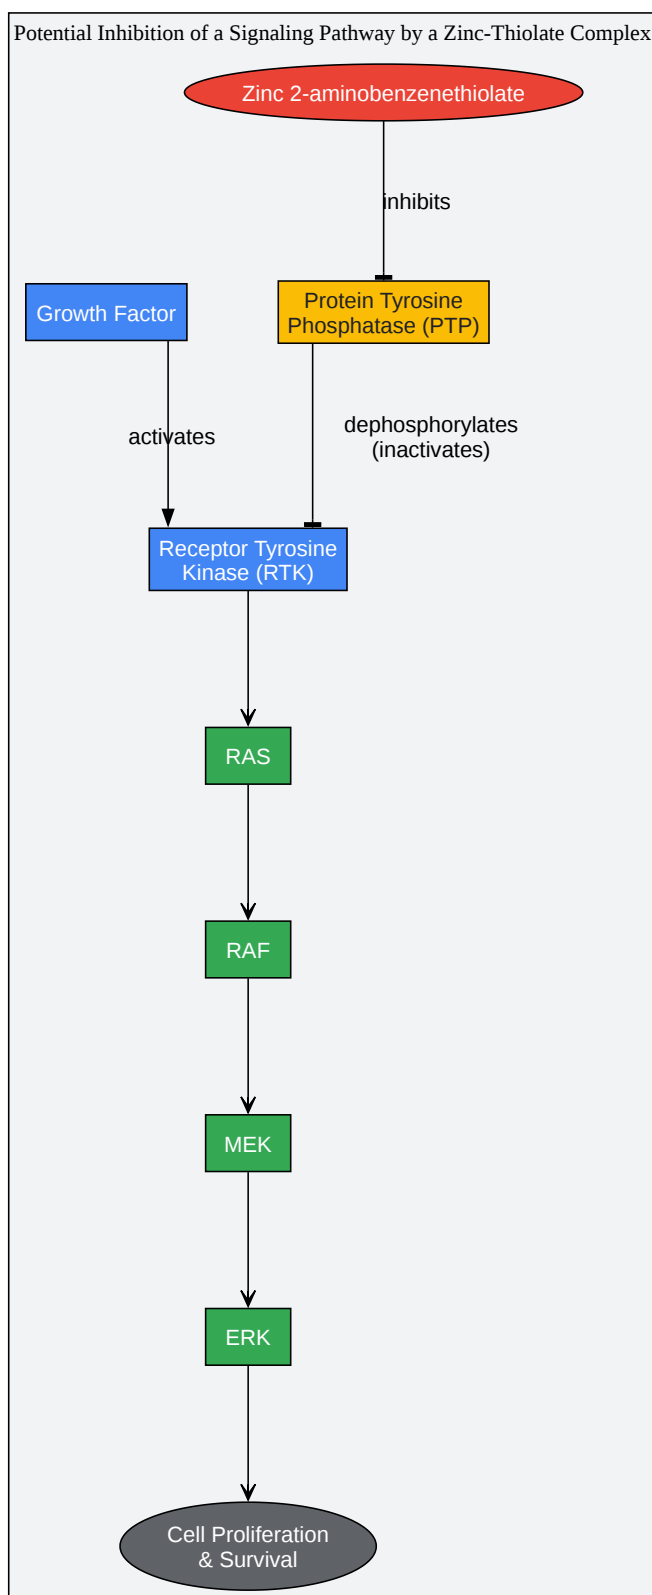 Potential Inhibition of a Signaling Pathway by a Zinc-Thiolate Complex
Zinc 2-aminobenzenethiolate
inhibits
Growth Factor
Protein Tyrosine
Phosphatase (PTP)
activates
dephosphorylates
(inactivates)
Receptor Tyrosine
Kinase (RTK)
RAS
RAF
MEK
ERK
Cell Proliferation
& Survival